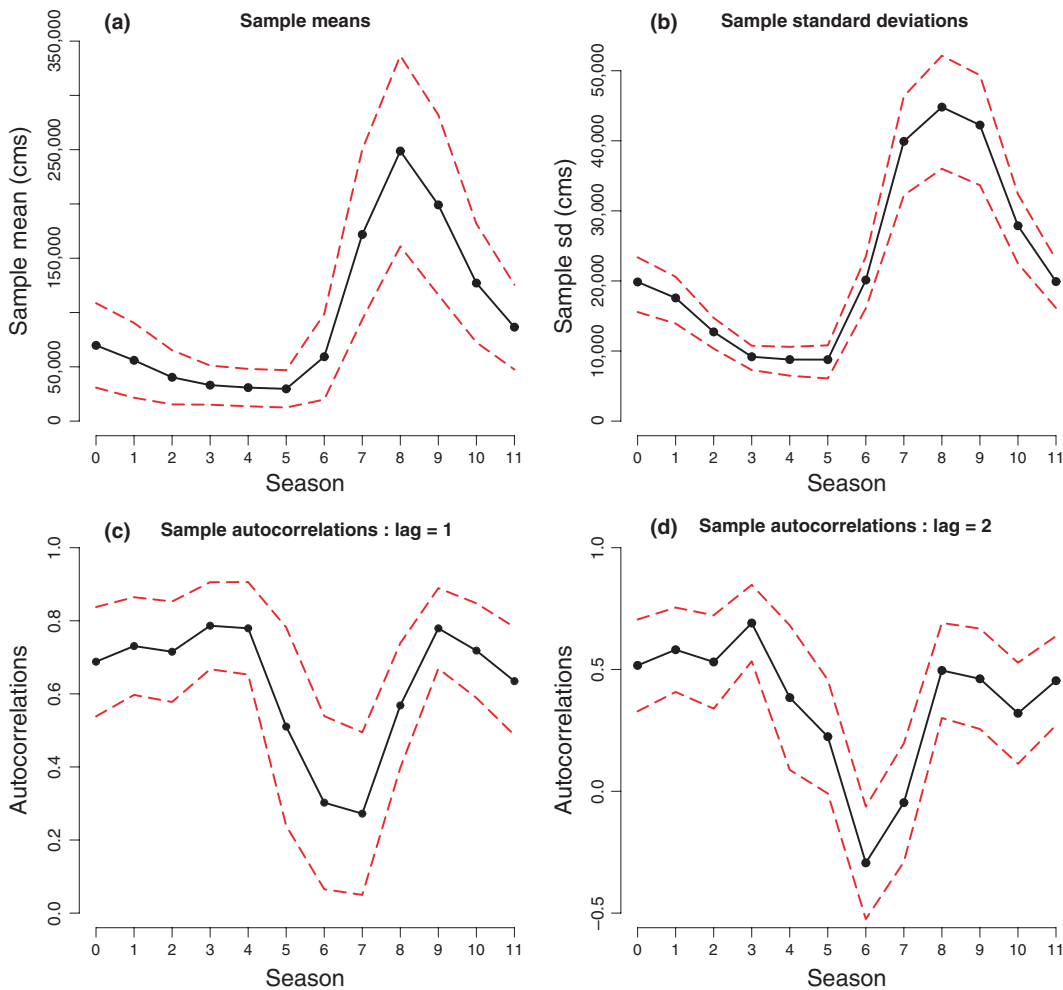 (a) Sample means
Sample mean (cms)
350,000
250,000
150,000
50,000
0
0 1 2 3 4 5 6 7 8 9 10 11
Season
(b) Sample standard deviations
Sample sd (cms)
50,000
40,000
30,000
20,000
10,000
0
0 1 2 3 4 5 6 7 8 9 10 11
Season
(c) Sample autocorrelations : lag = 1
Autocorrelations
1.0
0.8
0.6
0.4
0.2
0.0
0 1 2 3 4 5 6 7 8 9 10 11
Season
(d) Sample autocorrelations : lag = 2
Autocorrelations
1.0
0.5
0.0
−0.5
0 1 2 3 4 5 6 7 8 9 10 11
Season